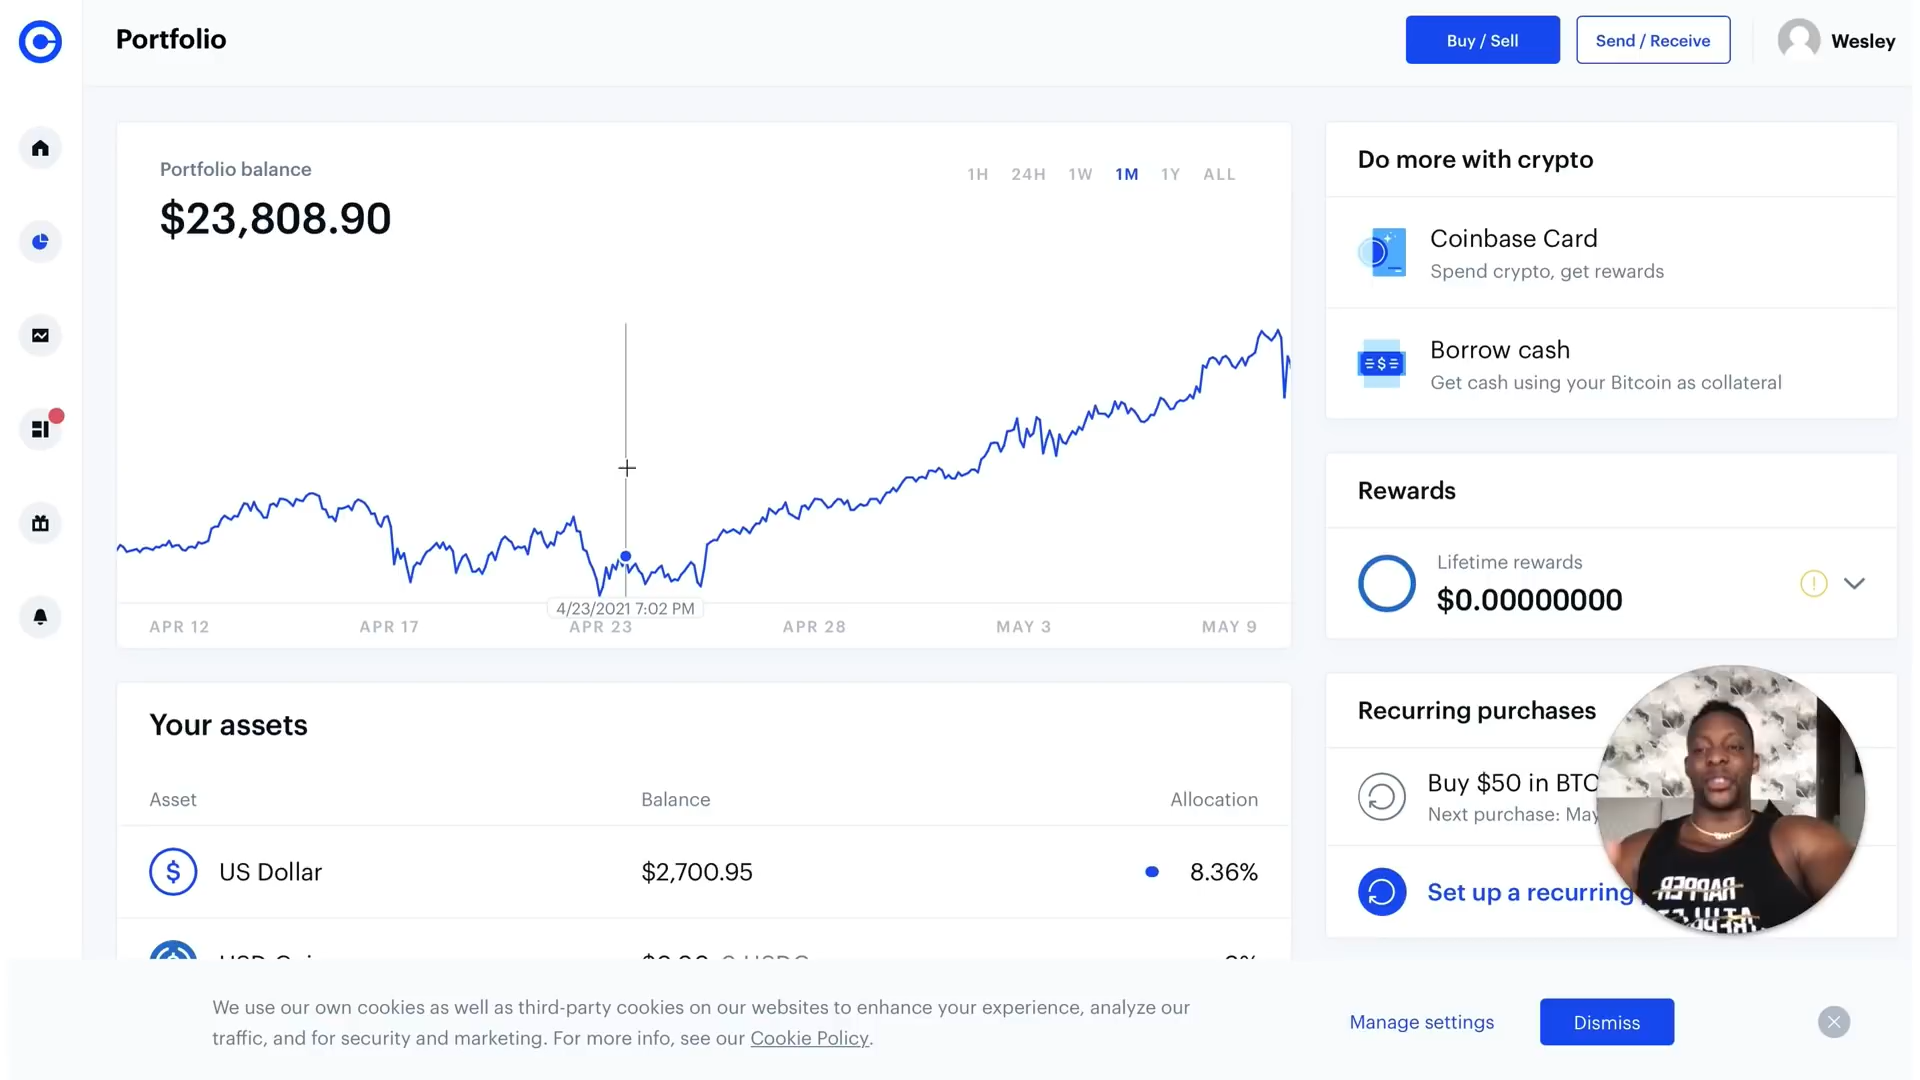 Portfolio
Buy / Sell
Send / Receive
Wesley
Portfolio balance
$23,808.90
1H 24H 1W 1M 1Y ALL
4/23/2021 7:02 PM
APR 12 APR 17 APR 23 APR 28 MAY 3 MAY 9
Do more with crypto
Coinbase Card
Spend crypto, get rewards
Borrow cash
Get cash using your Bitcoin as collateral
Rewards
Lifetime rewards
$0.00000000
Recurring purchases
Buy $50 in BTC
Next purchase: May
Set up a recurring
Your assets
Asset Balance Allocation
US Dollar $2,700.95 8.36%
We use our own cookies as well as third-party cookies on our websites to enhance your experience, analyze our
traffic, and for security and marketing. For more info, see our Cookie Policy.
Manage settings
Dismiss